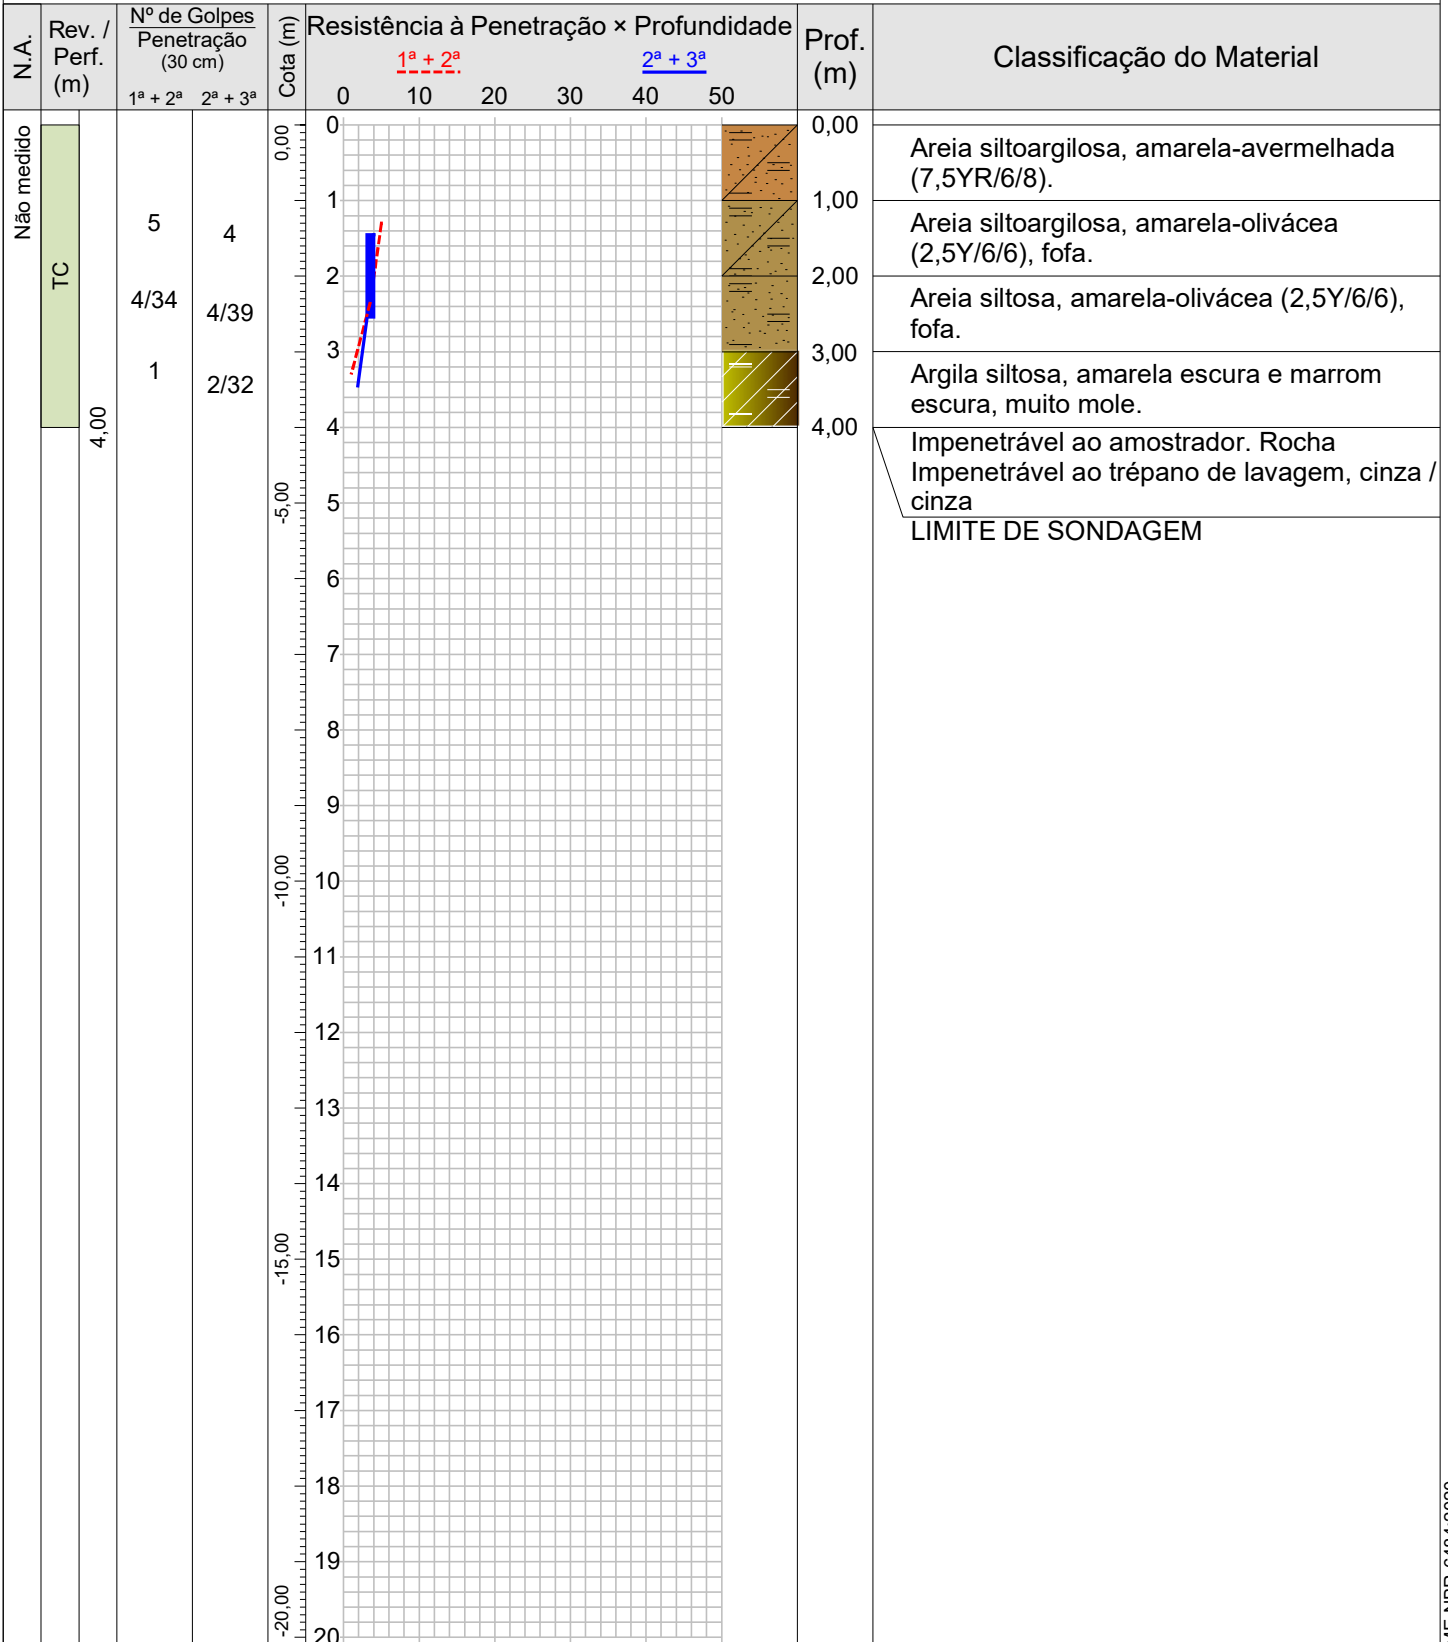 N.A.
Rev. /
Perf.
(m)
Nº de Golpes
Penetração
(30 cm)
1ª + 2ª 2ª + 3ª
Cota (m)
Resistência à Penetração × Profundidade
1ª + 2ª 2ª + 3ª
0 10 20 30 40 50
Prof.
(m)
Classificação do Material
Não medido
TC
4,00
5 4
4/34 4/39
1 2/32
0,00
-5,00
-10,00
-15,00
-20,00
0
1
2
3
4
5
6
7
8
9
10
11
12
13
14
15
16
17
18
19
20
0,00
Areia siltoargilosa, amarela-avermelhada
(7,5YR/6/8).
1,00
Areia siltoargilosa, amarela-olivácea
(2,5Y/6/6), fofa.
2,00
Areia siltosa, amarela-olivácea (2,5Y/6/6),
fofa.
3,00
Argila siltosa, amarela escura e marrom
escura, muito mole.
4,00
Impenetrável ao amostrador. Rocha
Impenetrável ao trépano de lavagem, cinza /
cinza
LIMITE DE SONDAGEM